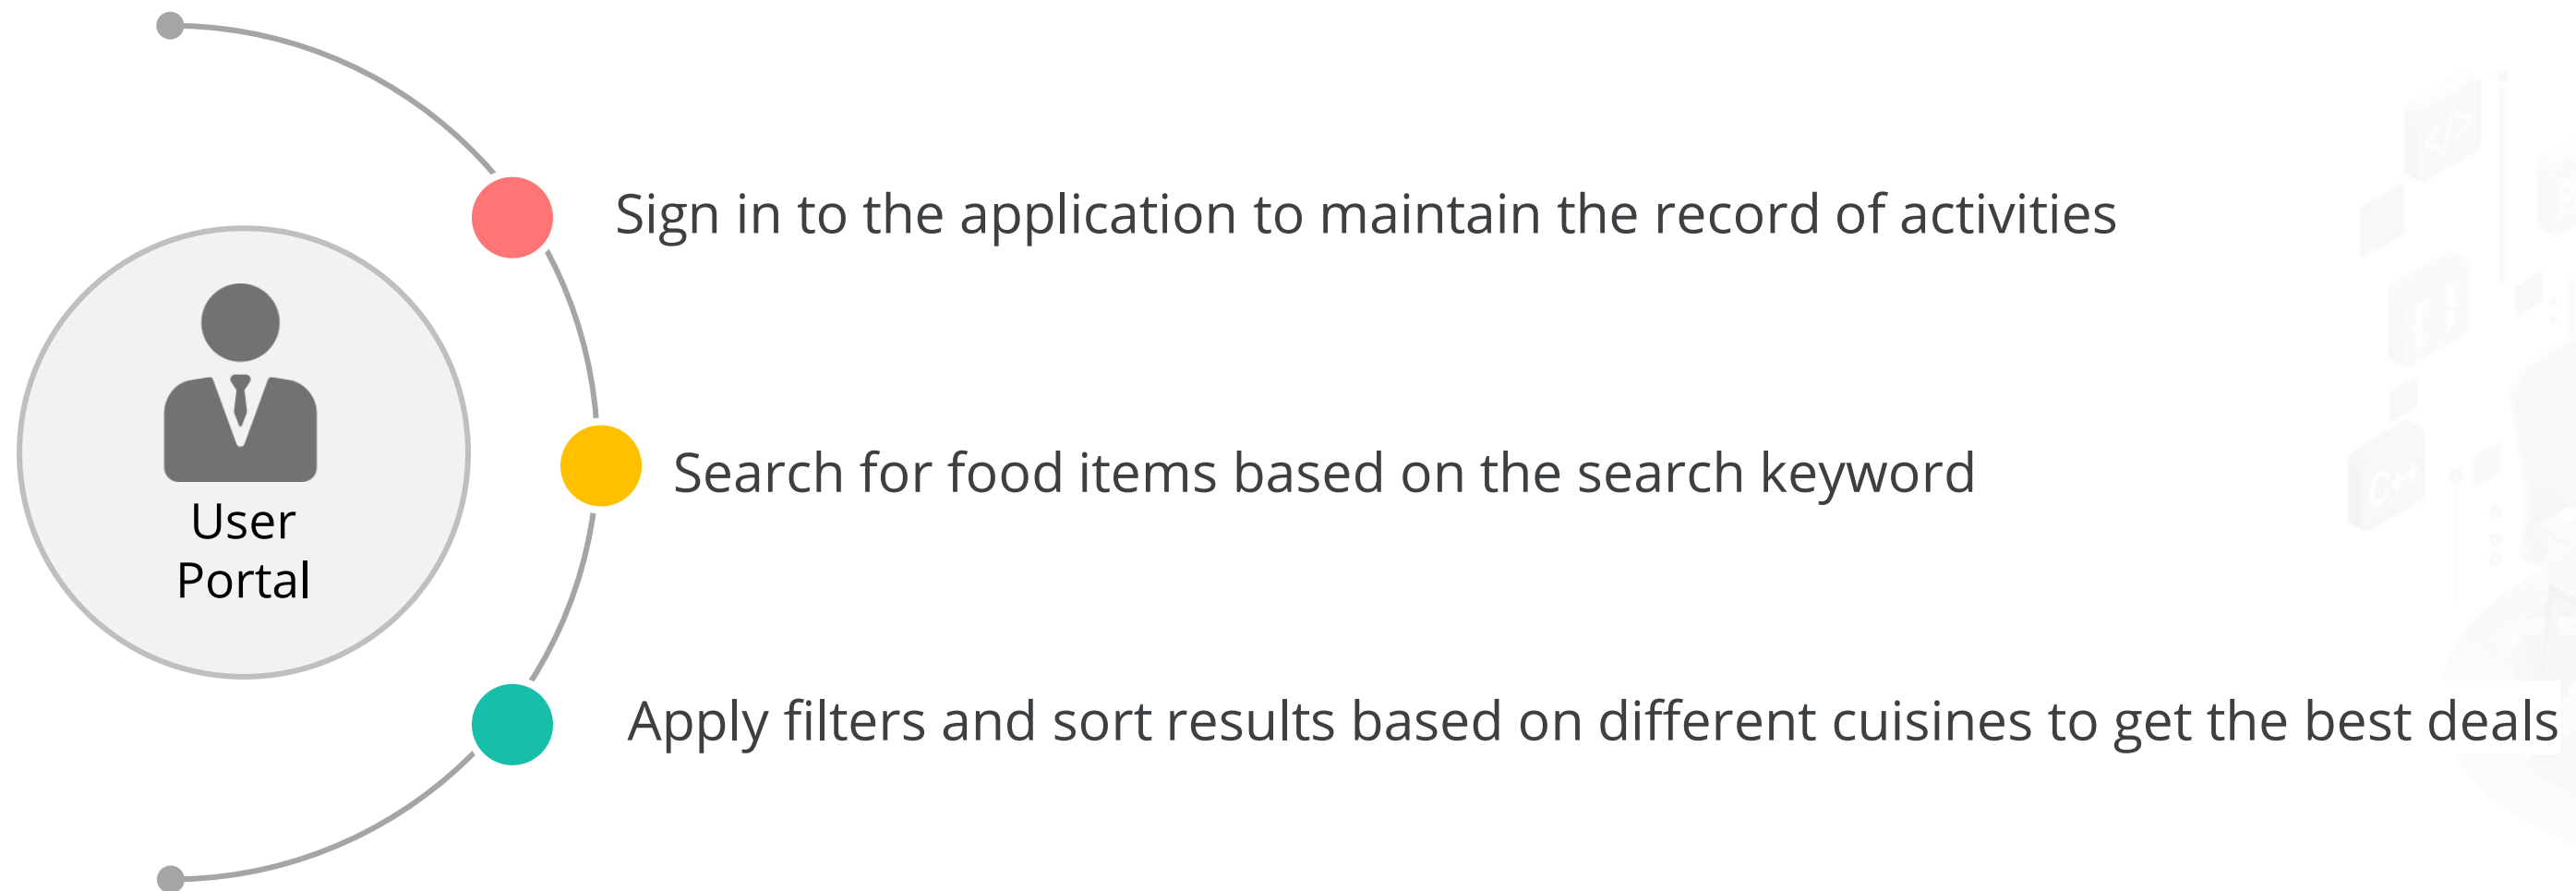 Sign in to the application to maintain the record of activities
User
Portal
Search for food items based on the search keyword
Apply filters and sort results based on different cuisines to get the best deals
</>
{ }
C++